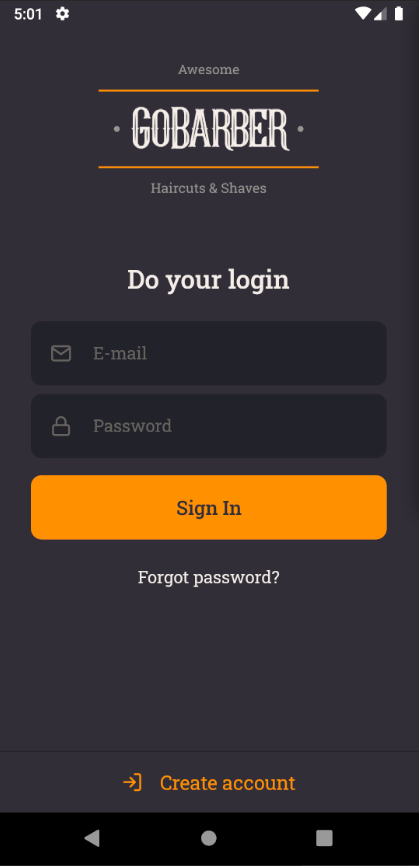 5:01
Awesome
GOBARBER
Haircuts & Shaves
Do your login
E-mail
Password
Sign In
Forgot password?
Create account